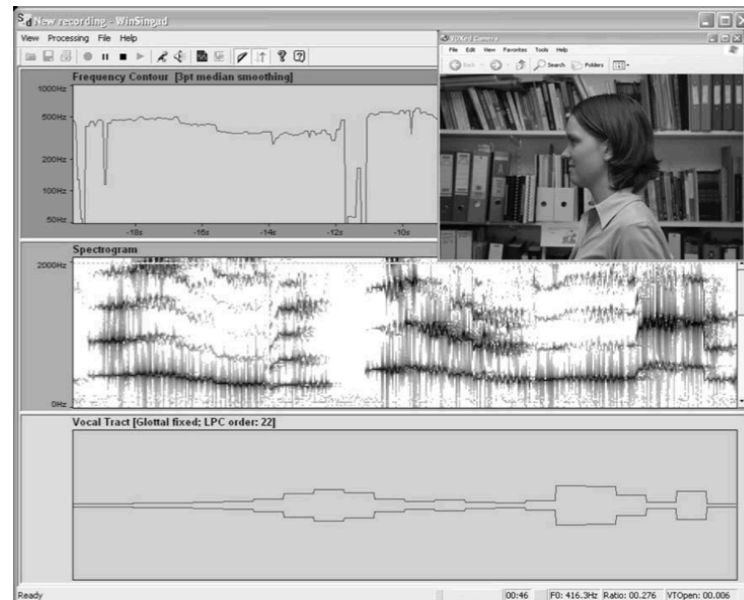 Sd New recording - WinSingad
View Processing File Help
Frequency Contour [3pt median smoothing]
1000Hz
500Hz
200Hz
100Hz
50Hz
-18s -15s -14s -12s -10s
File Edit View Favorites Tools Help
Back Search Folders
Spectrogram
2000Hz
0Hz
Vocal Tract [Glottal fixed; LPC order: 22]
Ready 00:46 F0: 416.3Hz Ratio: 00.276 VTOpen: 00.006